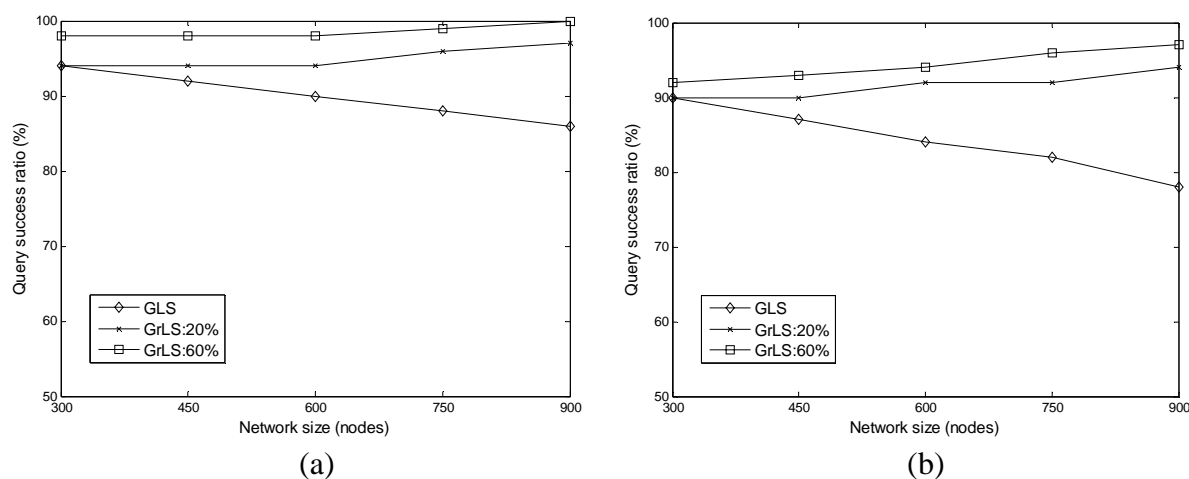 100
90
80
70
60
50
Query success ratio (%)
GLS
GrLS:20%
GrLS:60%
300 450 600 750 900
Network size (nodes)
(a)
100
90
80
70
60
50
Query success ratio (%)
GLS
GrLS:20%
GrLS:60%
300 450 600 750 900
Network size (nodes)
(b)